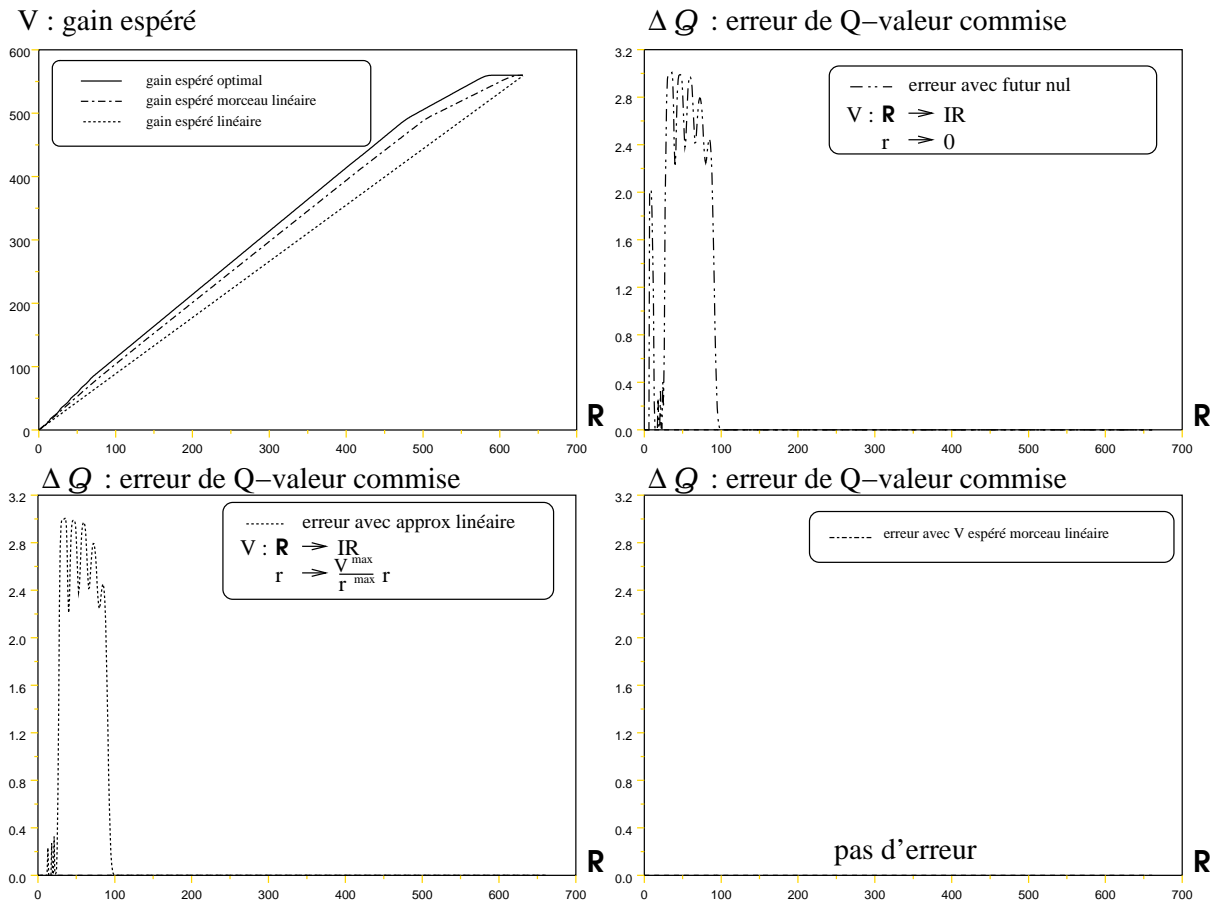 V : gain espéré
600
500
400
300
200
100
0
gain espéré optimal
gain espéré morceau linéaire
gain espéré linéaire
0 100 200 300 400 500 600 700
R
Δ Q : erreur de Q−valeur commise
3.2
2.8
2.4
2.0
1.6
1.2
0.8
0.4
0.0
erreur avec futur nul
V : R → IR
r → 0
0 100 200 300 400 500 600 700
R
Δ Q : erreur de Q−valeur commise
3.2
2.8
2.4
2.0
1.6
1.2
0.8
0.4
0.0
erreur avec approx linéaire
V : R → IR
r → V max / r max r
0 100 200 300 400 500 600 700
R
Δ Q : erreur de Q−valeur commise
3.2
2.8
2.4
2.0
1.6
1.2
0.8
0.4
0.0
erreur avec V espéré morceau linéaire
pas d'erreur
0 100 200 300 400 500 600 700
R